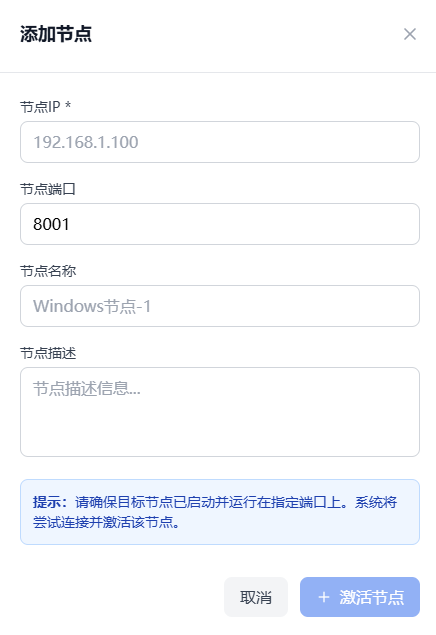 添加节点
节点IP *
192.168.1.100
节点端口
8001
节点名称
Windows节点-1
节点描述
节点描述信息...
提示：请确保目标节点已启动并运行在指定端口上。系统将
尝试连接并激活该节点。
取消
+ 激活节点